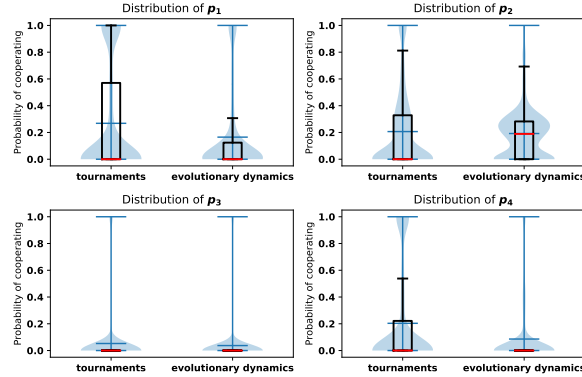 Distribution of p₁
Probability of cooperating
1.0
0.8
0.6
0.4
0.2
0.0
tournaments evolutionary dynamics
Distribution of p₂
Probability of cooperating
1.0
0.8
0.6
0.4
0.2
0.0
tournaments evolutionary dynamics
Distribution of p₃
Probability of cooperating
1.0
0.8
0.6
0.4
0.2
0.0
tournaments evolutionary dynamics
Distribution of p₄
Probability of cooperating
1.0
0.8
0.6
0.4
0.2
0.0
tournaments evolutionary dynamics